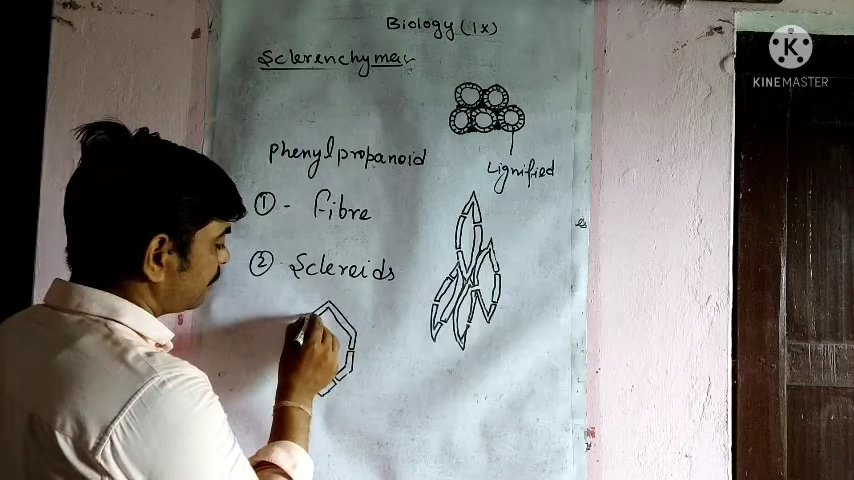 Biology (IX)
Sclerenchyma
phenylpropanoid
Lignified
① - Fibre
② Sclereids
K
KINEMASTER